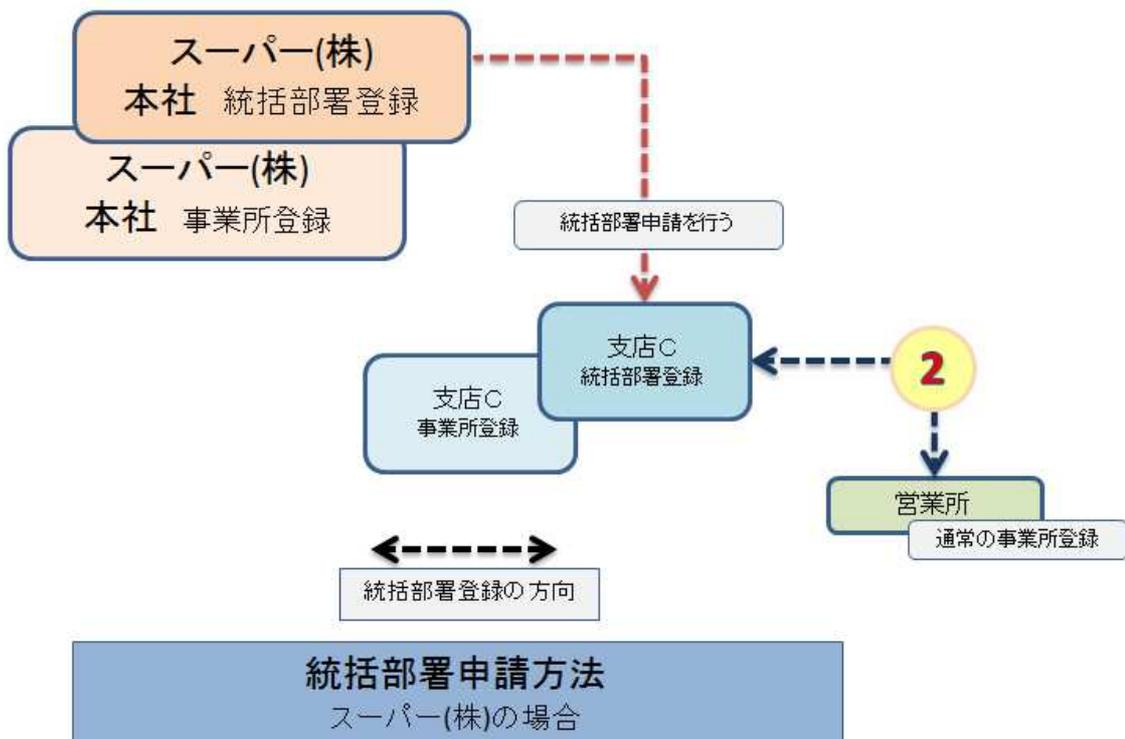 スーパー(株)
本社 統括部署登録
スーパー(株)
本社 事業所登録
統括部署申請を行う
支店C
統括部署登録
2
支店C
事業所登録
営業所
通常の事業所登録
統括部署登録の方向
統括部署申請方法
スーパー(株)の場合